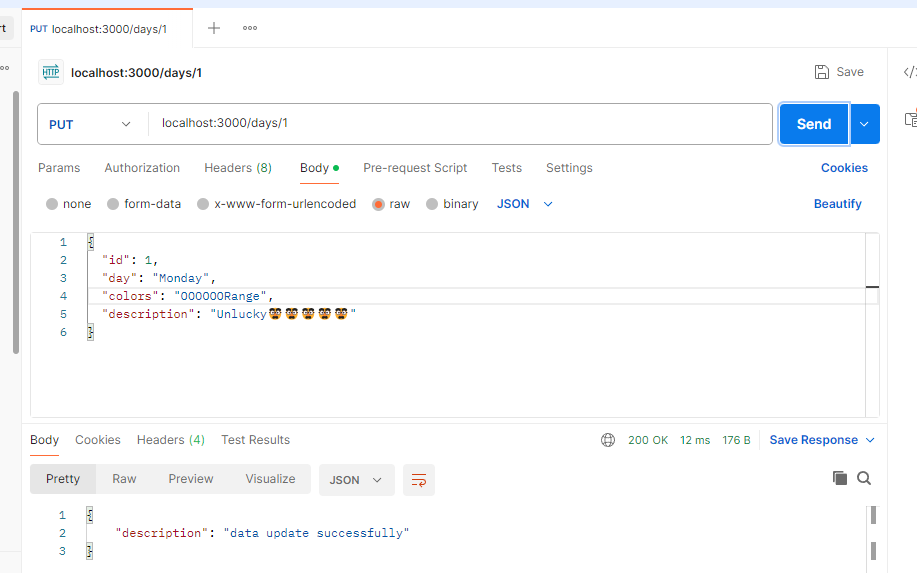 rt
PUT localhost:3000/days/1
HTTP localhost:3000/days/1 Save
PUT localhost:3000/days/1 Send
Params Authorization Headers (8) Body Pre-request Script Tests Settings Cookies
none form-data x-www-form-urlencoded raw binary JSON Beautify
1 {
2 "id": 1,
3 "day": "Monday",
4 "colors": "OOOOOORange",
5 "description": "Unlucky🥸🥸🥸🥸🥸"
6 }
Body Cookies Headers (4) Test Results 200 OK 12 ms 176 B Save Response
Pretty Raw Preview Visualize JSON
1 {
2 "description": "data update successfully"
3 }